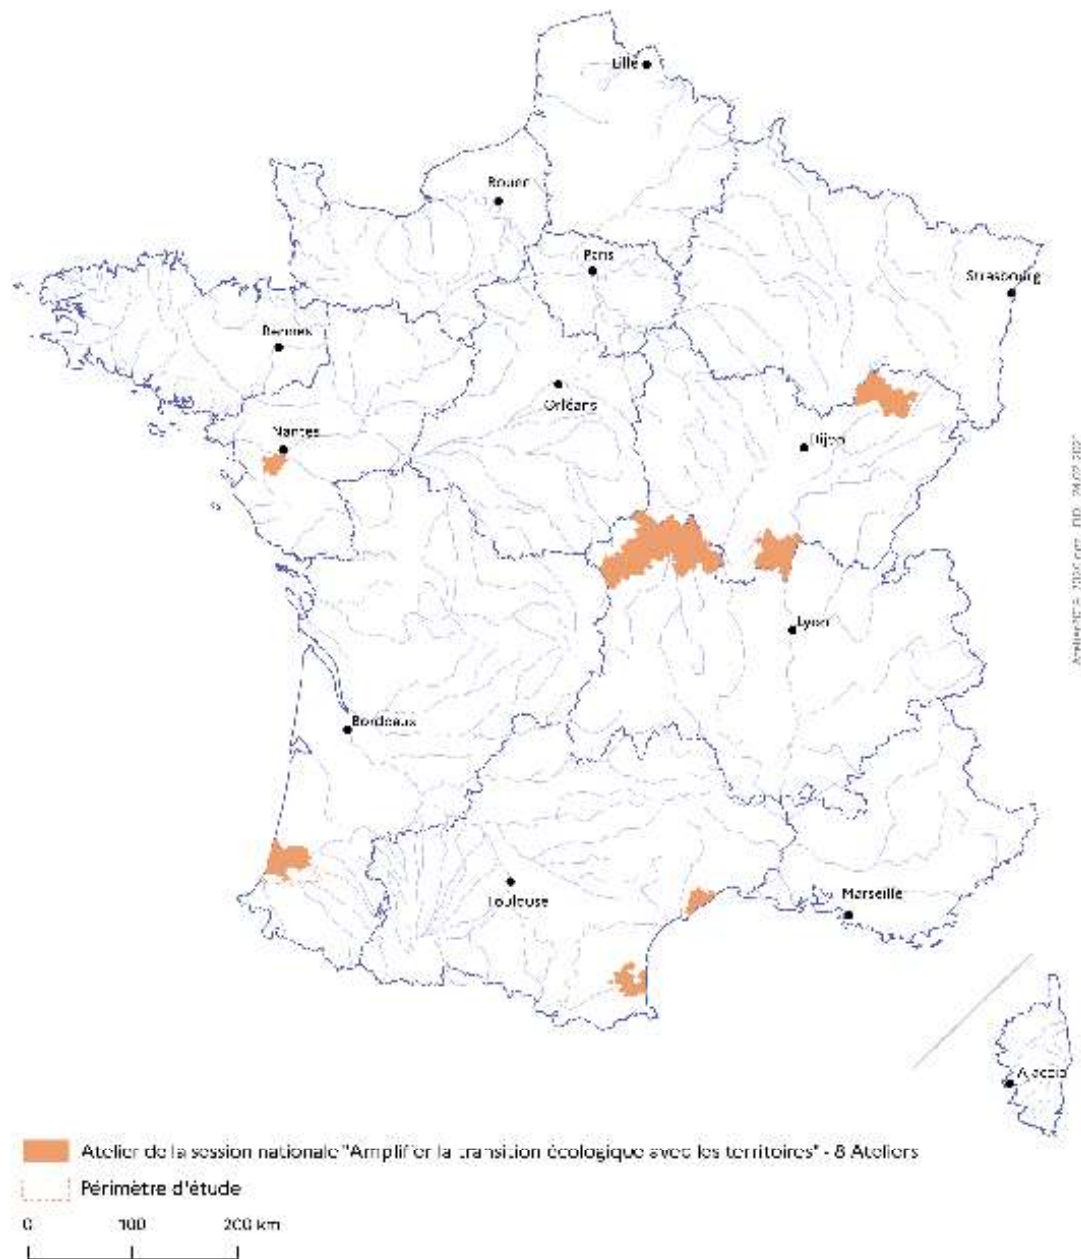 Lille
Rouen
Paris
Strasbourg
Rennes
Orléans
Nantes
Dijon
Lyon
Bordeaux
Toulouse
Marseille
Ajaccio
Atelier de la session nationale "Amplifier la transition écologique avec les territoires" - 8 Ateliers
Périmètre d'étude
0 100 200 km